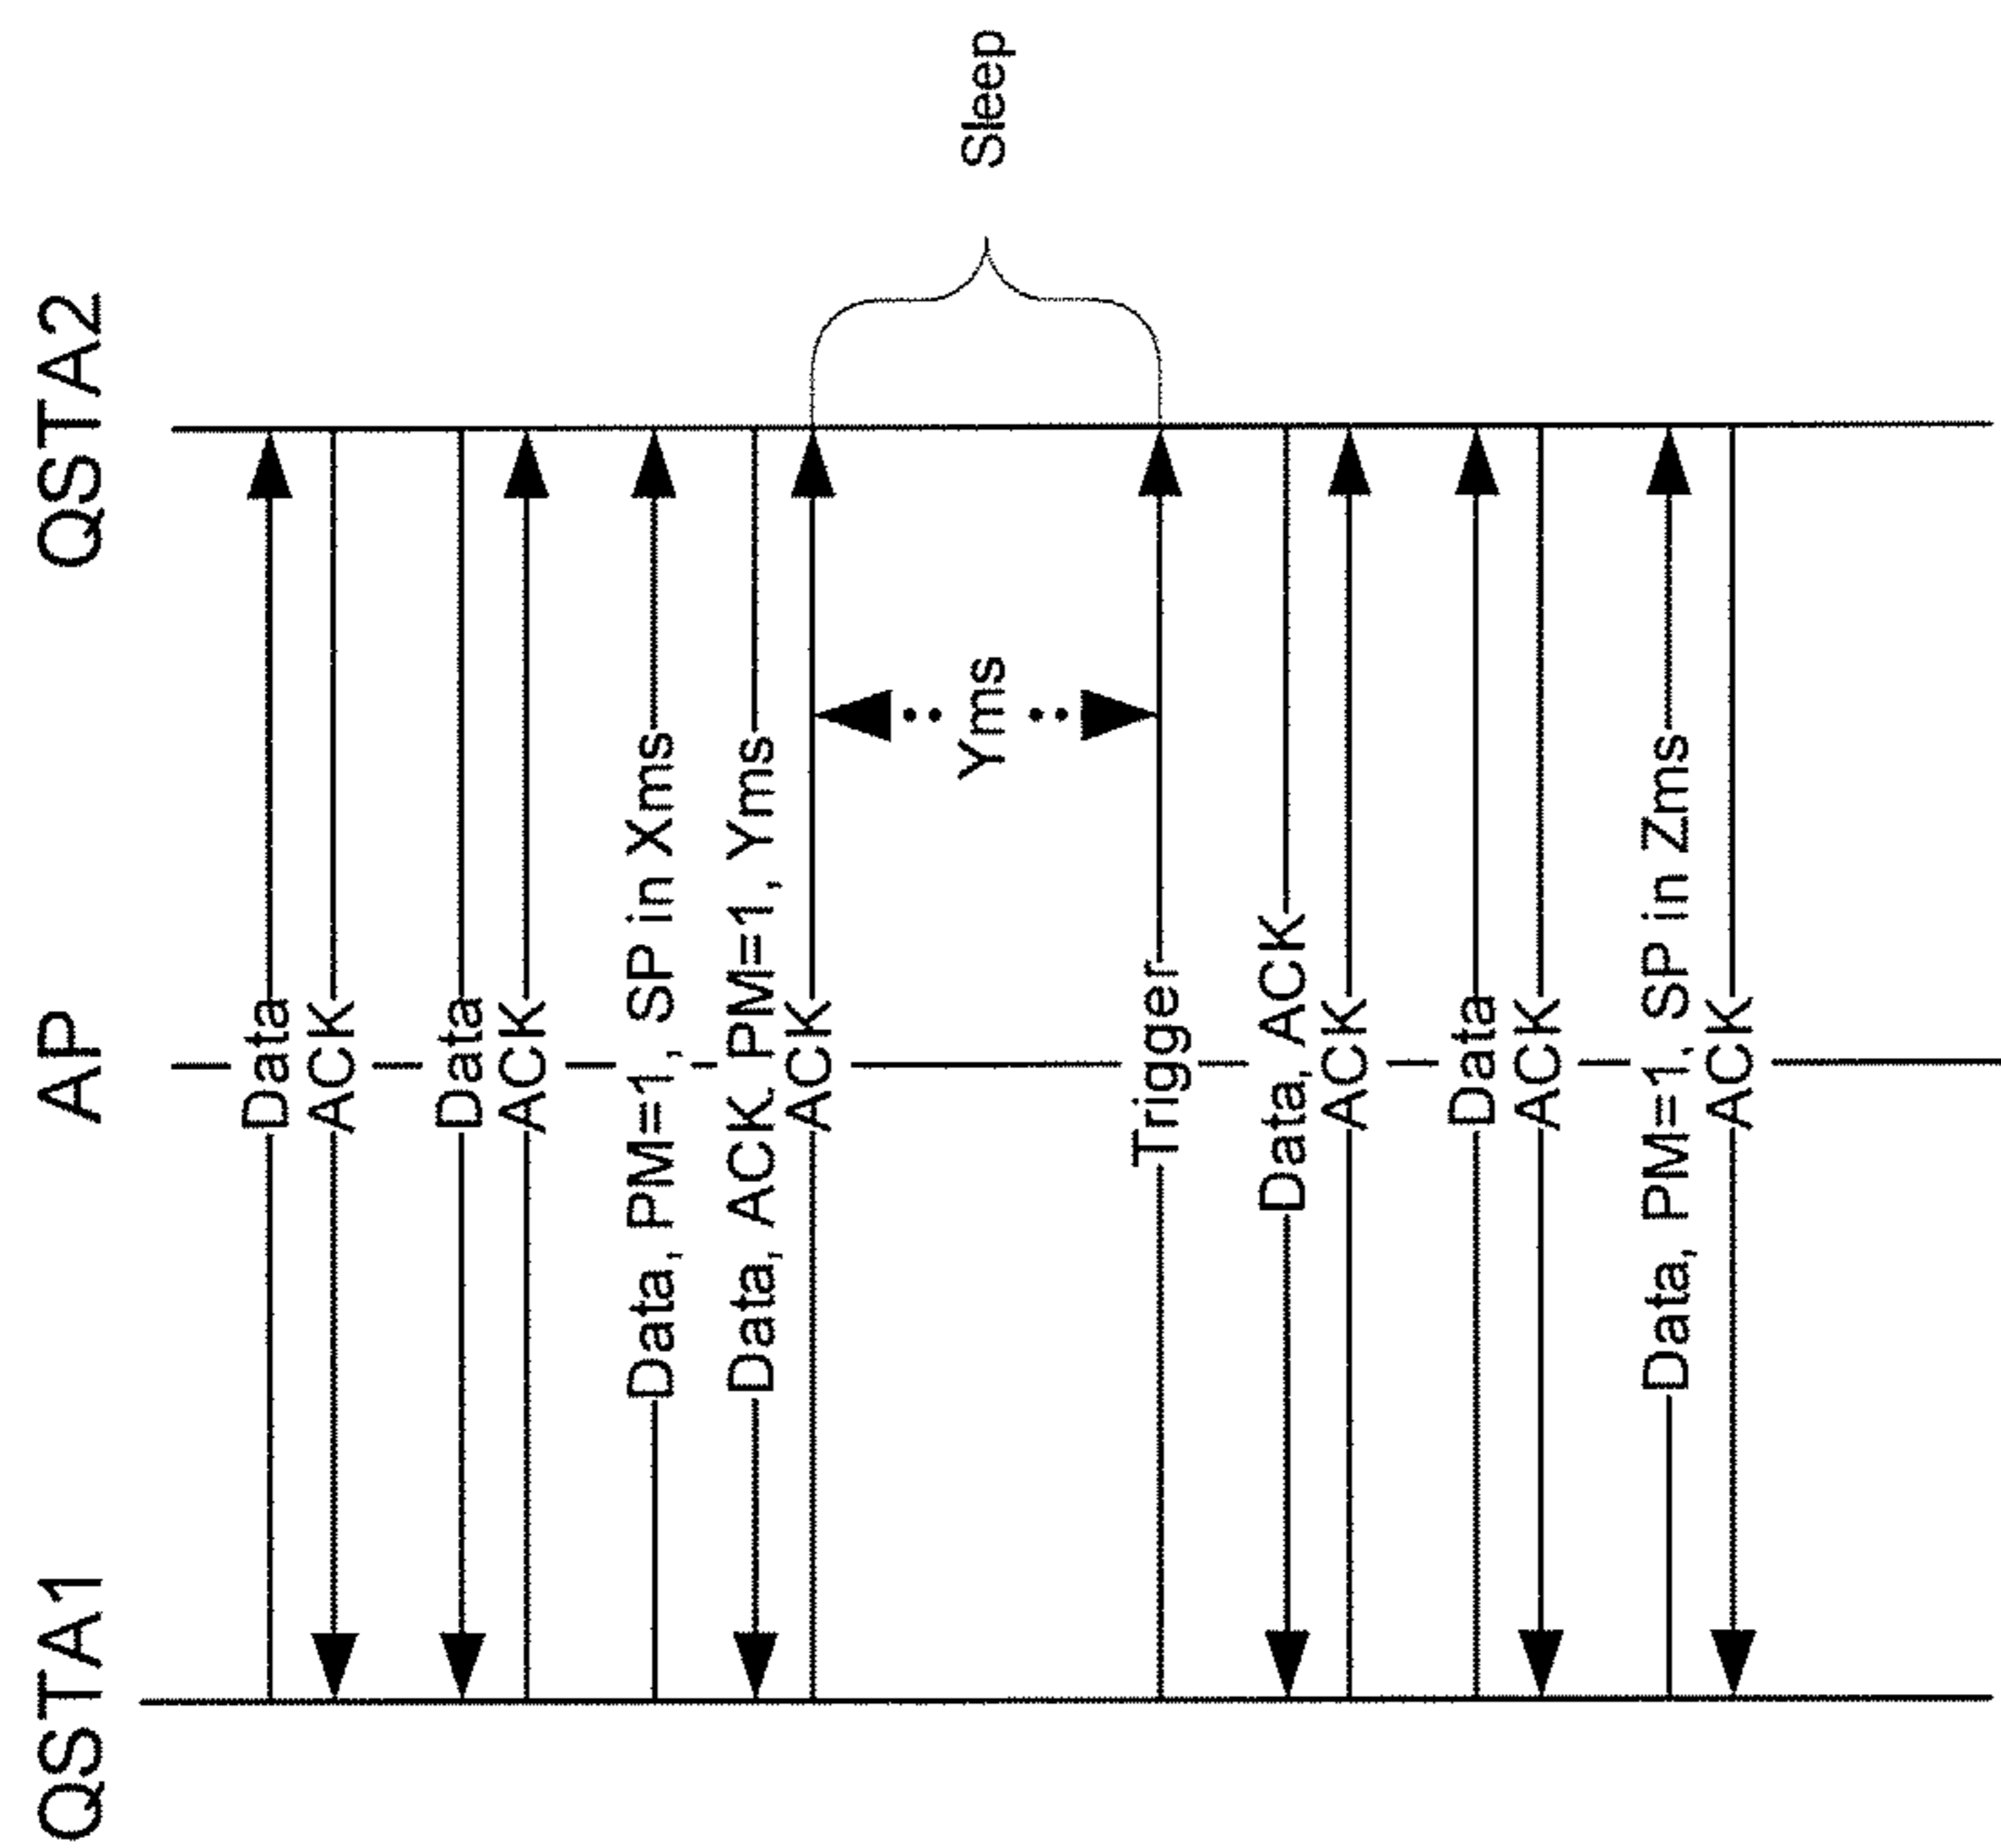 QSTA1 AP QSTA2
Data
ACK
Data
ACK
Data, PM=1, SP in Xms
Data, ACK PM=1, Yms
ACK
Yms
Sleep
Trigger
Data, ACK
ACK
Data
ACK
Data, PM=1, SP in Zms
ACK